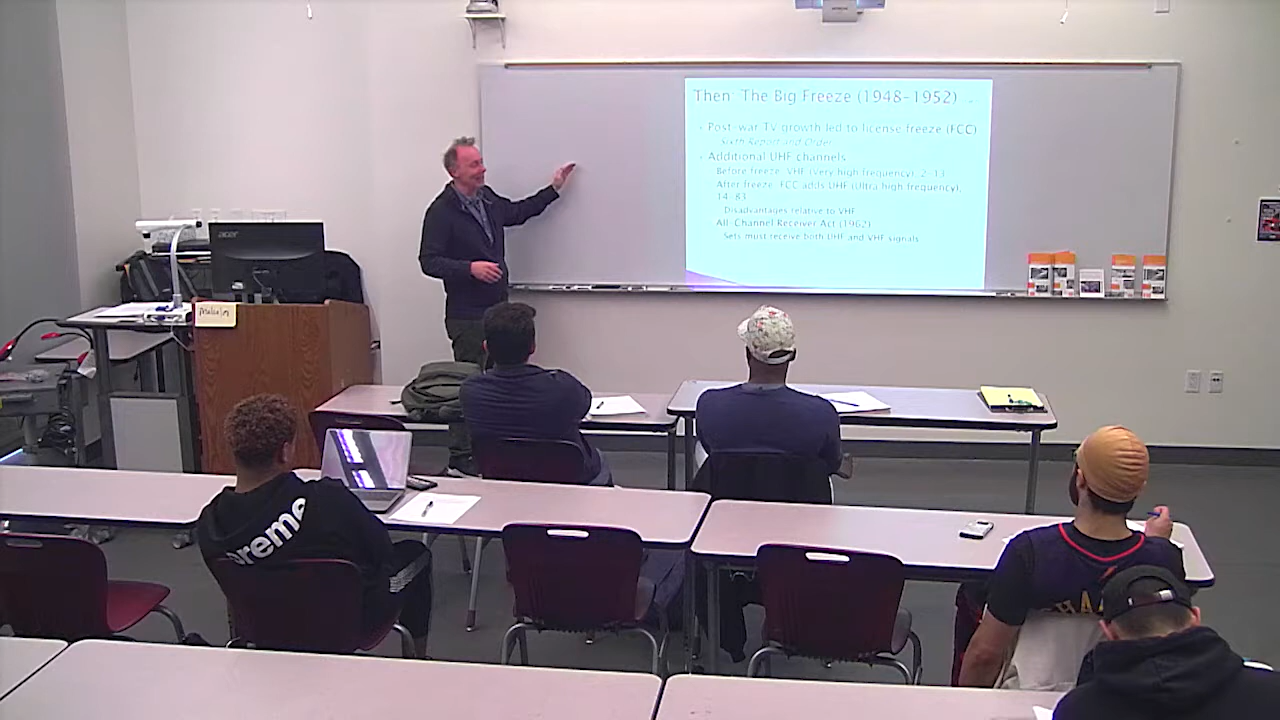 Then: The Big Freeze (1948-1952)
Post-war TV growth led to license freeze (FCC)
Sixth Report and Order
Additional UHF channels
Before freeze: VHF (very high frequency), 2-13
After freeze: FCC adds UHF (Ultra high frequency),
14-83
Disadvantages relative to VHF
All-Channel Receiver Act (1962)
Sets must receive both UHF and VHF signals
acer
Malcolm
preme